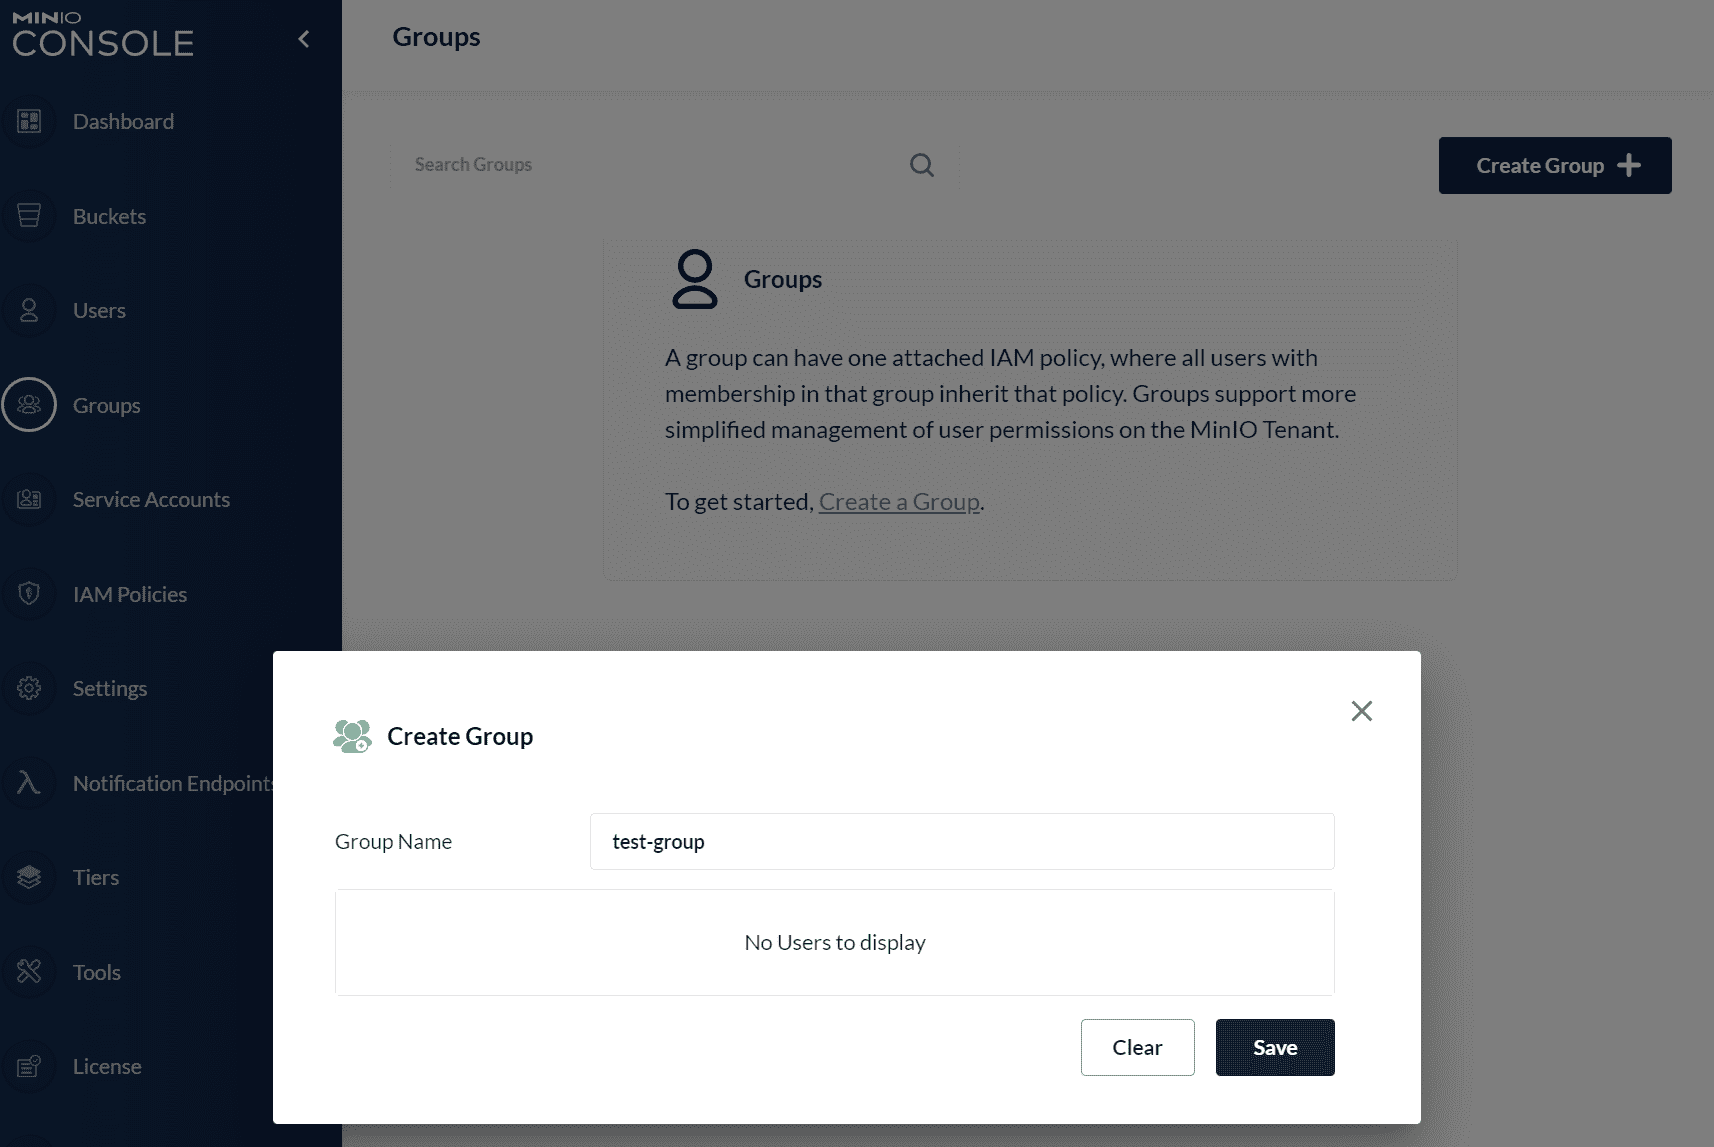 MINIO
CONSOLE
Groups
Dashboard
Search Groups
Create Group
Buckets
Groups
Users
A group can have one attached IAM policy, where all users with
membership in that group inherit that policy. Groups support more
simplified management of user permissions on the MinIO Tenant.
Groups
To get started, Create a Group.
Service Accounts
IAM Policies
Settings
Create Group
Notification Endpoints
Group Name
test-group
Tiers
No Users to display
Tools
Clear
Save
License